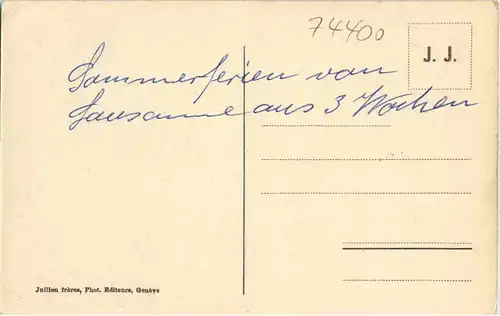 74400
J. J.
Sommerferien von
Lausanne aus 3 Wochen
Jullien frères, Phot. Editeurs, Genève